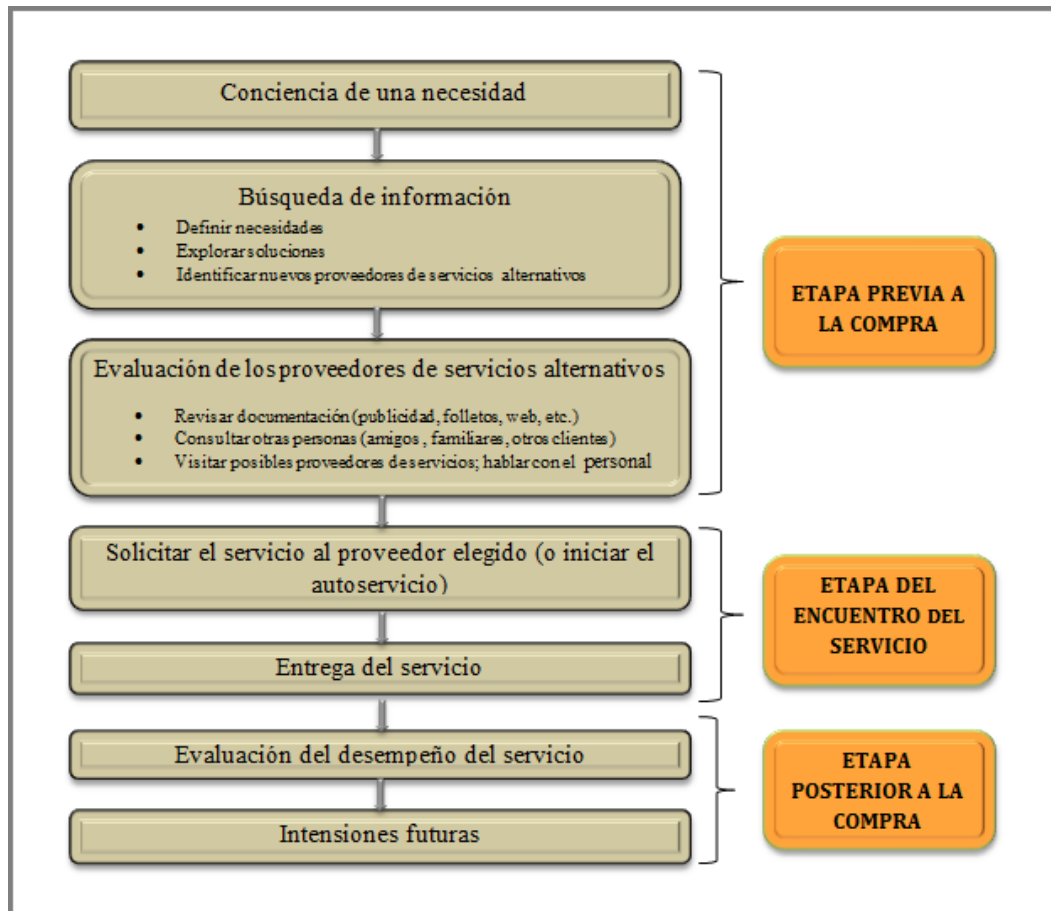 Conciencia de una necesidad
Búsqueda de información
• Definir necesidades
• Explorar soluciones
• Identificar nuevos proveedores de servicios alternativos
ETAPA PREVIA A
LA COMPRA
Evaluación de los proveedores de servicios alternativos
• Revisar documentación (publicidad, folletos, web, etc.)
• Consultar otras personas (amigos , familiares, otros clientes)
• Visitar posibles proveedores de servicios; hablar con el personal
Solicitar el servicio al proveedor elegido (o iniciar el
autoservicio)
ETAPA DEL
ENCUENTRO DEL
SERVICIO
Entrega del servicio
Evaluación del desempeño del servicio
ETAPA
POSTERIOR A LA
COMPRA
Intensiones futuras